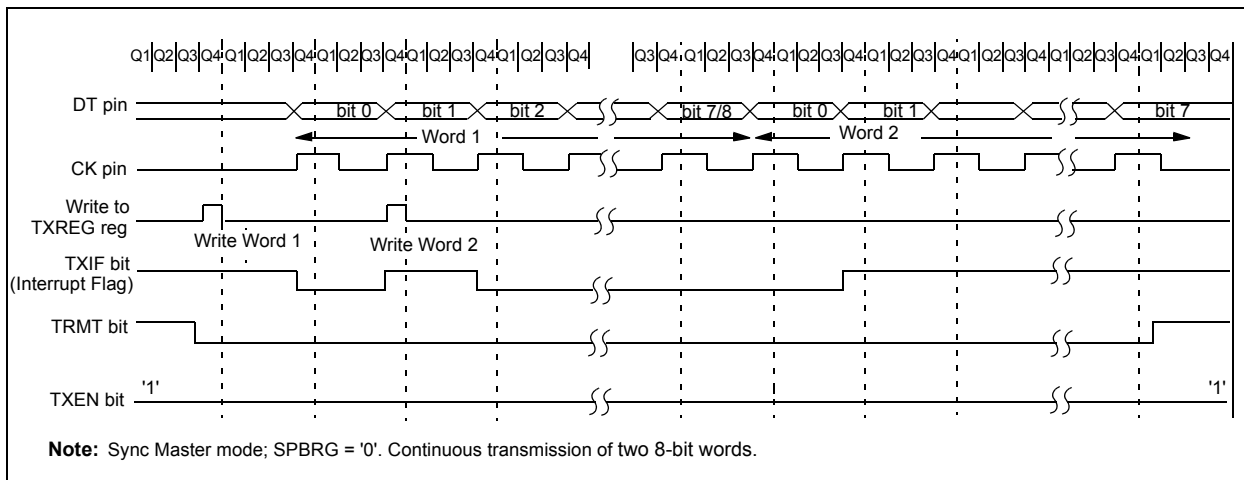 Q1 Q2 Q3 Q4 Q1 Q2 Q3 Q4 Q1 Q2 Q3 Q4 Q1 Q2 Q3 Q4 Q1 Q2 Q3 Q4 Q3 Q4 Q1 Q2 Q3 Q4 Q1 Q2 Q3 Q4 Q1 Q2 Q3 Q4 Q1 Q2 Q3 Q4 Q1 Q2 Q3 Q4 Q1 Q2 Q3 Q4
DT pin bit 0 bit 1 bit 2 bit 7/8 bit 0 bit 1 bit 7
Word 1 Word 2
CK pin
Write to
TXREG reg
Write Word 1 Write Word 2
TXIF bit
(Interrupt Flag)
TRMT bit
'1' '1'
TXEN bit
Note: Sync Master mode; SPBRG = '0'. Continuous transmission of two 8-bit words.